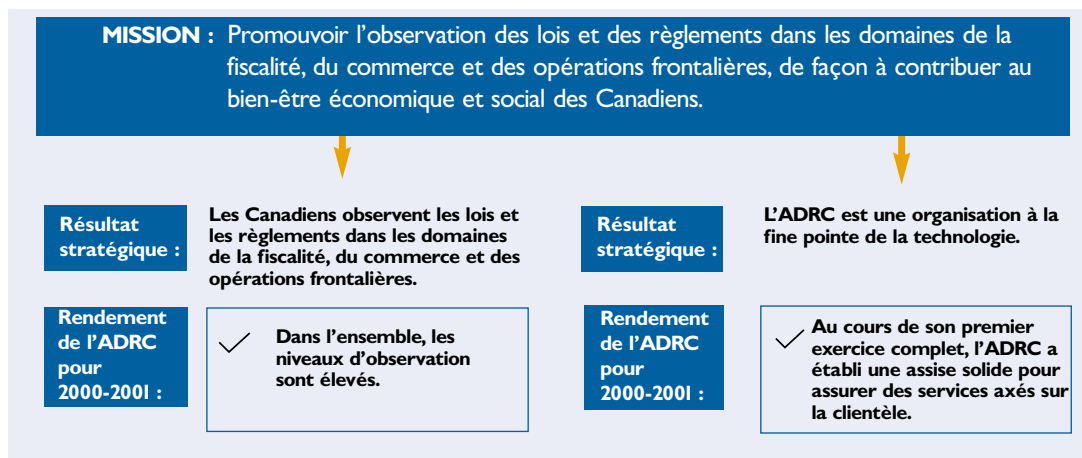 MISSION : Promouvoir l’observation des lois et des règlements dans les domaines de la
fiscalité, du commerce et des opérations frontalières, de façon à contribuer au
bien-être économique et social des Canadiens.
Résultat
stratégique :
Les Canadiens observent les lois et
les règlements dans les domaines
de la fiscalité, du commerce et des
opérations frontalières.
Rendement
de l’ADRC
pour
2000-2001 :
Dans l’ensemble, les
niveaux d’observation
sont élevés.
Résultat
stratégique :
L’ADRC est une organisation à la
fine pointe de la technologie.
Rendement
de l’ADRC
pour
2000-2001 :
Au cours de son premier
exercice complet, l’ADRC a
établi une assise solide pour
assurer des services axés sur
la clientèle.